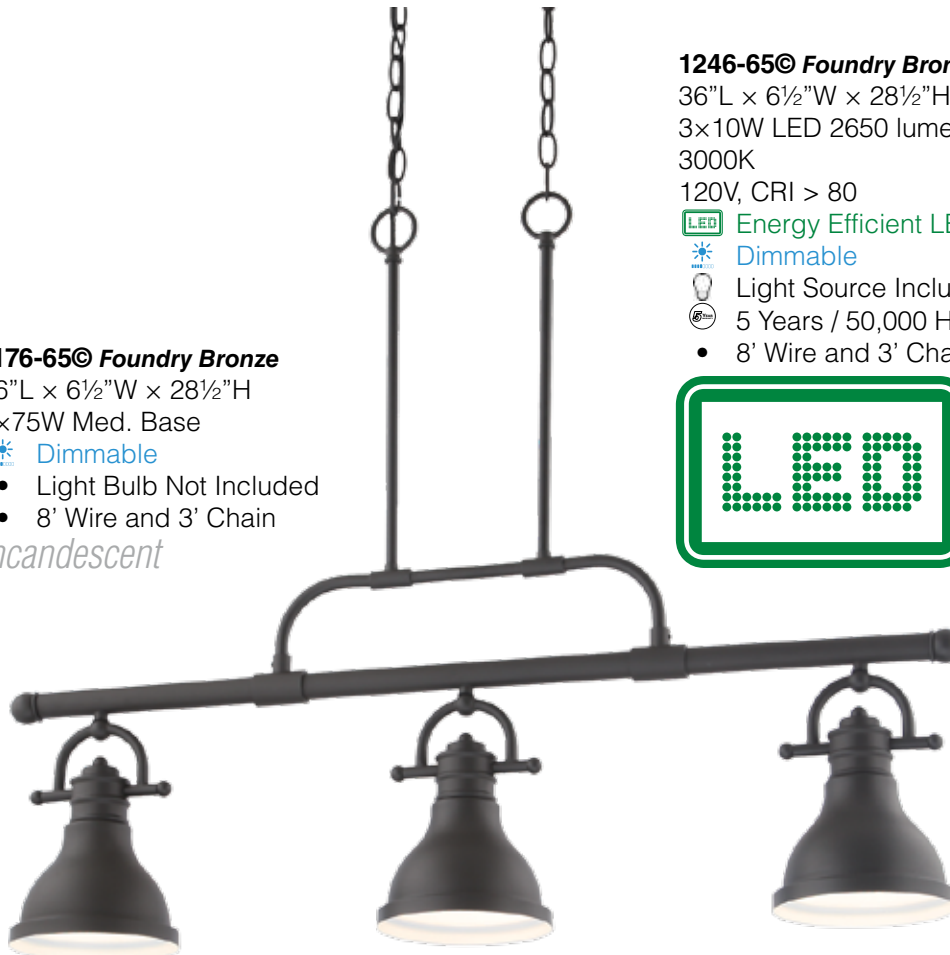 1246-65© Foundry Bron
36”L × 6½”W × 28½”H
3×10W LED 2650 lume
3000K
120V, CRI > 80
LED Energy Efficient LE
Dimmable
Light Source Inclu
5 Years / 50,000 H
• 8’ Wire and 3’ Cha
LED
176-65© Foundry Bronze
6”L × 6½”W × 28½”H
×75W Med. Base
Dimmable
• Light Bulb Not Included
• 8’ Wire and 3’ Chain
ncandescent